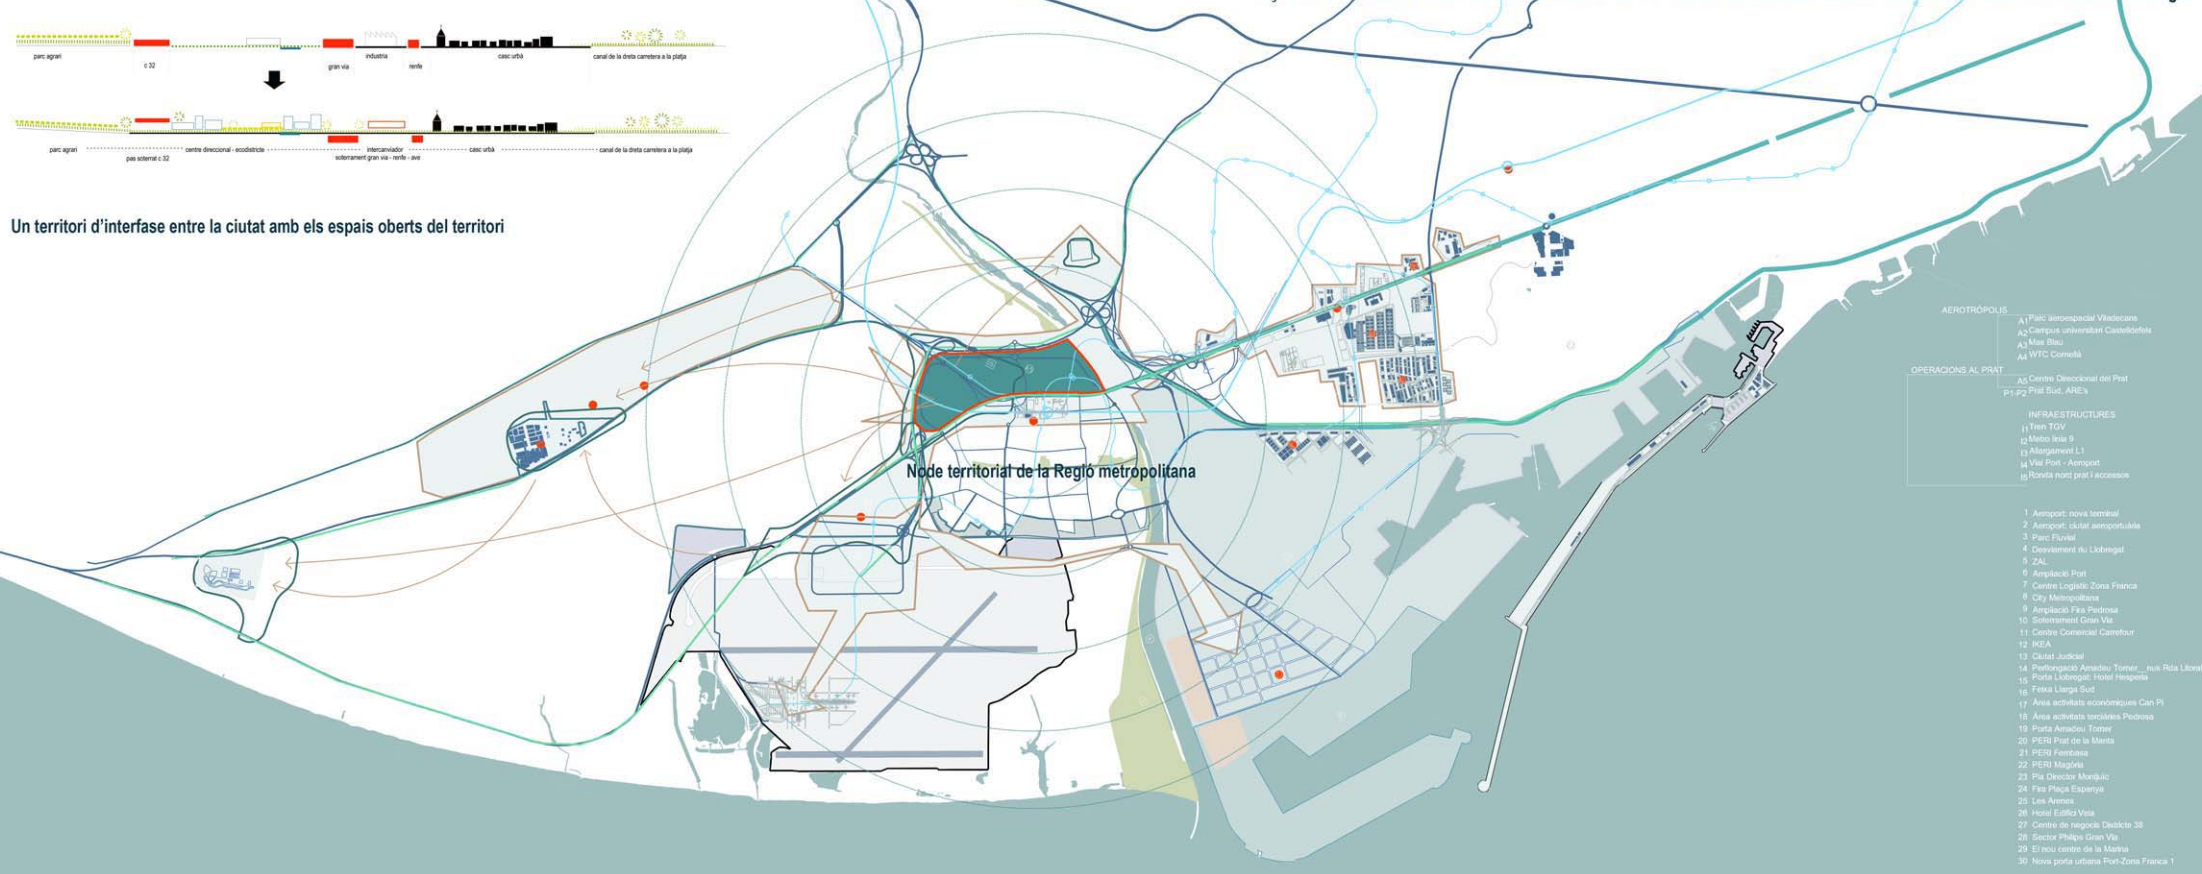 parc agrari
c 32
gran via
industria
renfe
casc urbà
canal de la dreta carretera a la platja
parc agrari
pas soterrat c 32
centre direccional - ecodistricte
intercanviador
soterrament gran via - renfe - ave
casc urbà
canal de la dreta carretera a la platja
Un territori d'interfase entre la ciutat amb els espais oberts del territori
Node territorial de la Regió metropolitana
AEROTRÒPOLIS
A1 Parc aeroespacial Viladecans
A2 Campus universitari Castelldefels
A3 Mas Blau
A4 WTC Cornellà
OPERACIONS AL PRAT
A5 Centre Direccional del Prat
P1-P2 Prat Sud, ARE's
INFRAESTRUCTURES
I1 Tren TGV
I2 Metro línia 9
I3 Allargament L1
I4 Vial Port - Aeroport
I5 Ronda nord prat i accessos
1 Aeroport: nova terminal
2 Aeroport: ciutat aeroportuària
3 Parc Fluvial
4 Desviament riu Llobregat
5 ZAL
6 Ampliació Port
7 Centre Logístic Zona Franca
8 City Metropolitana
9 Ampliació Fira Pedrosa
10 Soterrament Gran Via
11 Centre Comercial Carrefour
12 IKEA
13 Ciutat Judicial
14 Perllongació Amadeu Torner__nus Rda Litoral
15 Porta Llobregat: Hotel Hesperia
16 Feixa Llarga Sud
17 Àrea activitats econòmiques Can Pi
18 Àrea activitats terciàries Pedrosa
19 Porta Amadeu Torner
20 PERI Prat de la Manta
21 PERI Fembasa
22 PERI Magòria
23 Pla Director Montjuïc
24 Fira Plaça Espanya
25 Les Arenes
26 Hotel Edifici Vela
27 Centre de negocis Districte 38
28 Sector Philips Gran Via
29 El nou centre de la Marina
30 Nova porta urbana Port-Zona Franca 1